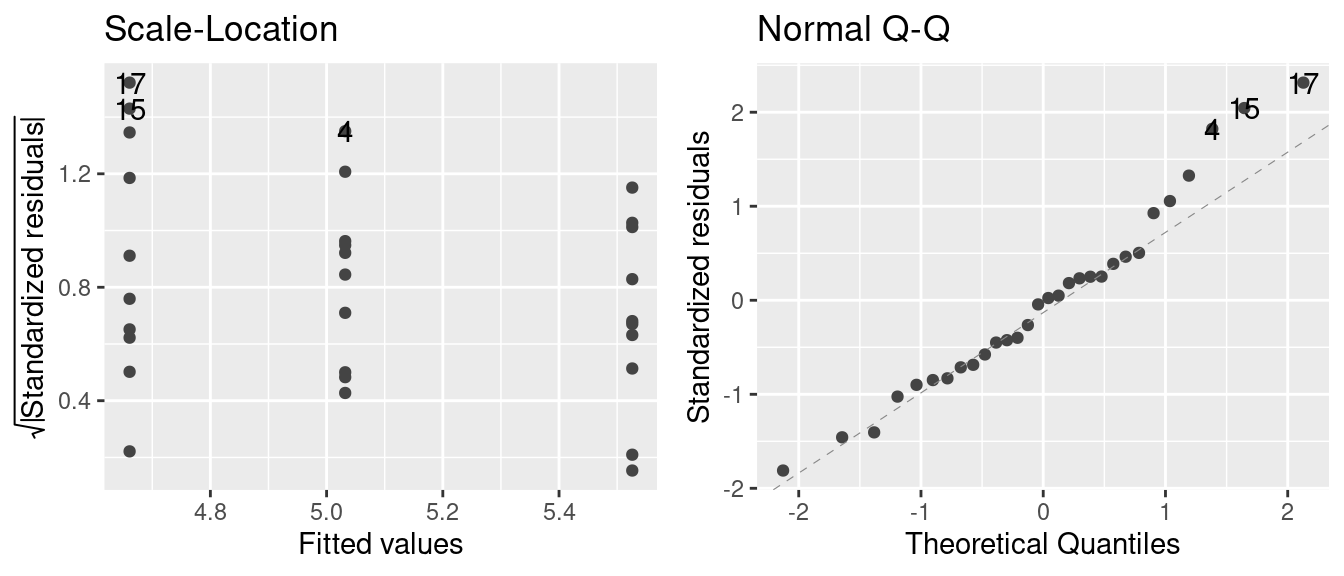 Scale-Location
17
15
4
1.2
0.8
0.4
√|Standardized residuals|
4.8 5.0 5.2 5.4
Fitted values
Normal Q-Q
17
15
4
2
1
0
-1
-2
Standardized residuals
-2 -1 0 1 2
Theoretical Quantiles